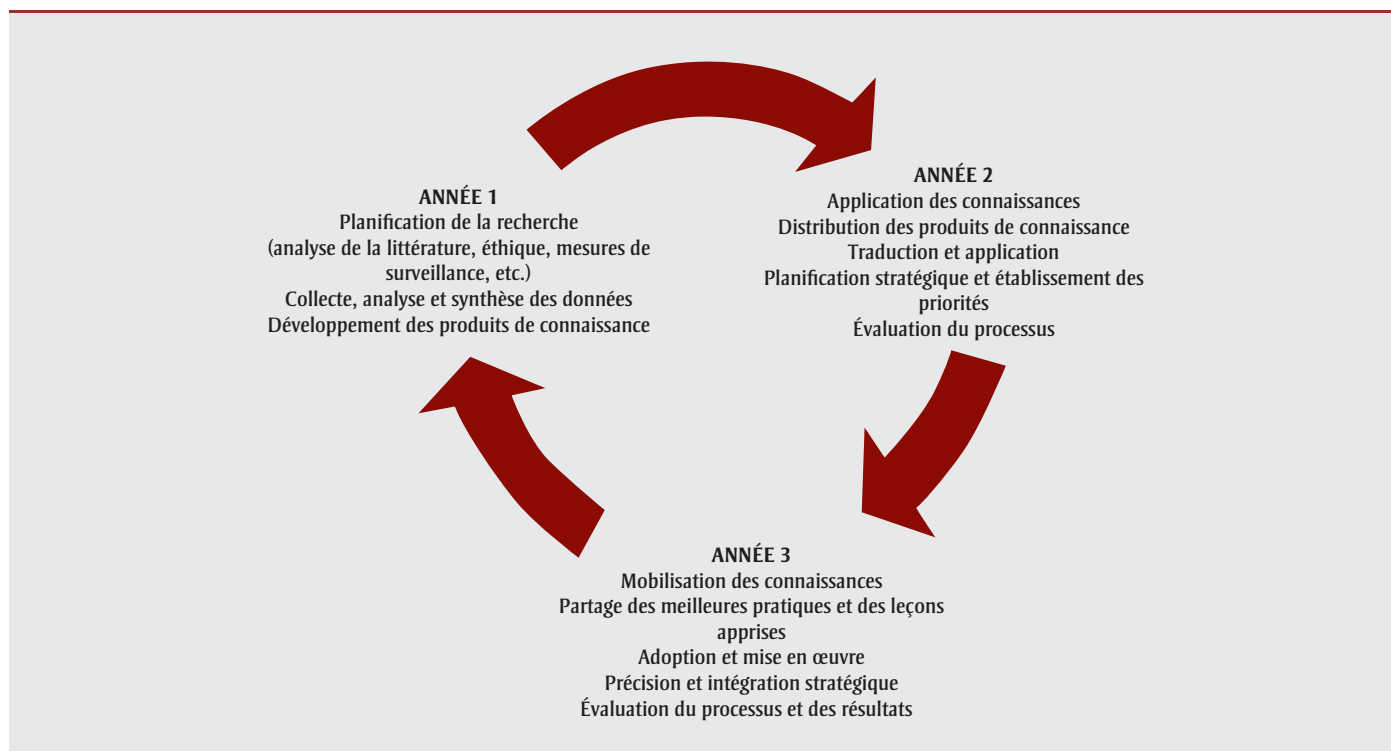 ANNÉE 1
Planification de la recherche
(analyse de la littérature, éthique, mesures de
surveillance, etc.)
Collecte, analyse et synthèse des données
Développement des produits de connaissance
ANNÉE 2
Application des connaissances
Distribution des produits de connaissance
Traduction et application
Planification stratégique et établissement des
priorités
Évaluation du processus
ANNÉE 3
Mobilisation des connaissances
Partage des meilleures pratiques et des leçons
apprises
Adoption et mise en œuvre
Précision et intégration stratégique
Évaluation du processus et des résultats